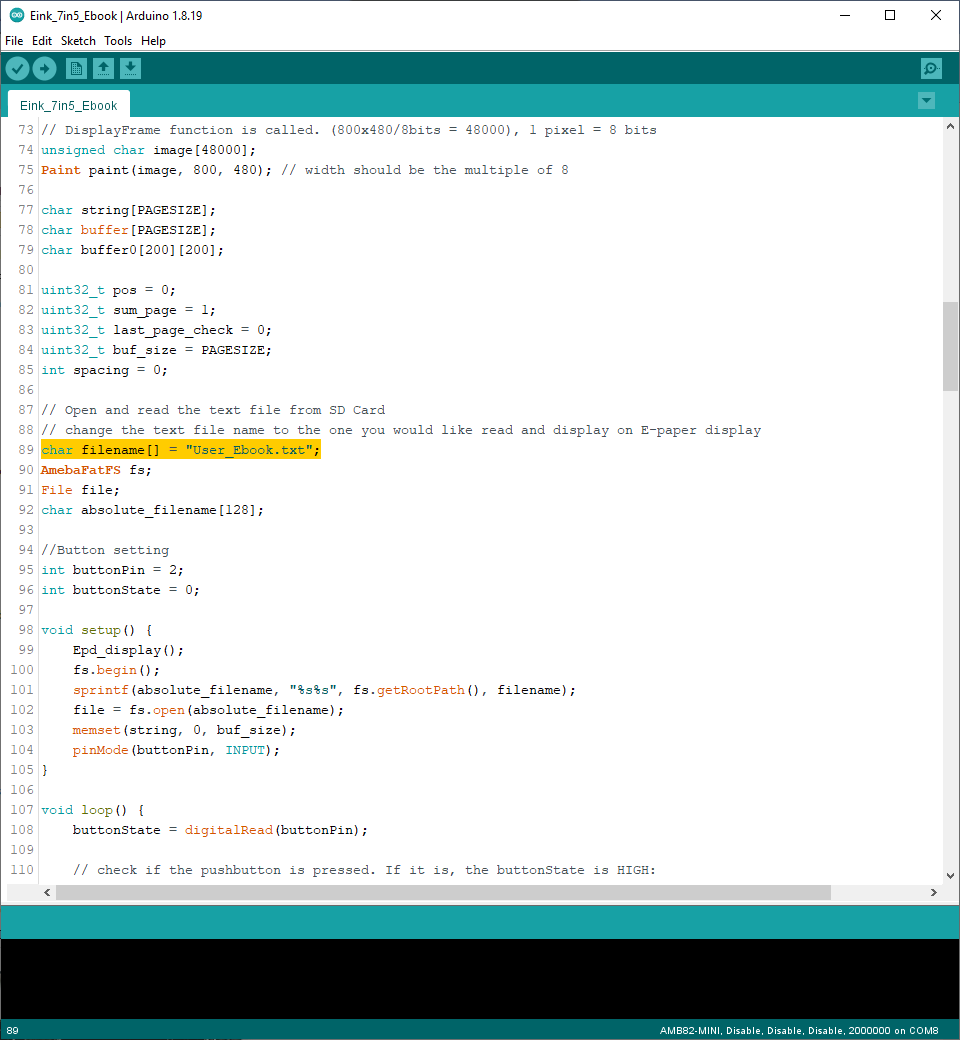 Eink_7in5_Ebook | Arduino 1.8.19
File Edit Sketch Tools Help
Eink_7in5_Ebook
73 // DisplayFrame function is called. (800x480/8bits = 48000), 1 pixel = 8 bits
74 unsigned char image[48000];
75 Paint paint(image, 800, 480); // width should be the multiple of 8
76
77 char string[PAGESIZE];
78 char buffer[PAGESIZE];
79 char buffer0[200][200];
80
81 uint32_t pos = 0;
82 uint32_t sum_page = 1;
83 uint32_t last_page_check = 0;
84 uint32_t buf_size = PAGESIZE;
85 int spacing = 0;
86
87 // Open and read the text file from SD Card
88 // change the text file name to the one you would like read and display on E-paper display
89 char filename[] = "User_Ebook.txt";
90 AmebaFatFS fs;
91 File file;
92 char absolute_filename[128];
93
94 //Button setting
95 int buttonPin = 2;
96 int buttonState = 0;
97
98 void setup() {
99     Epd_display();
100     fs.begin();
101     sprintf(absolute_filename, "%s%s", fs.getRootPath(), filename);
102     file = fs.open(absolute_filename);
103     memset(string, 0, buf_size);
104     pinMode(buttonPin, INPUT);
105 }
106
107 void loop() {
108     buttonState = digitalRead(buttonPin);
109
110     // check if the pushbutton is pressed. If it is, the buttonState is HIGH:
89 AMB82-MINI, Disable, Disable, Disable, 2000000 on COM8